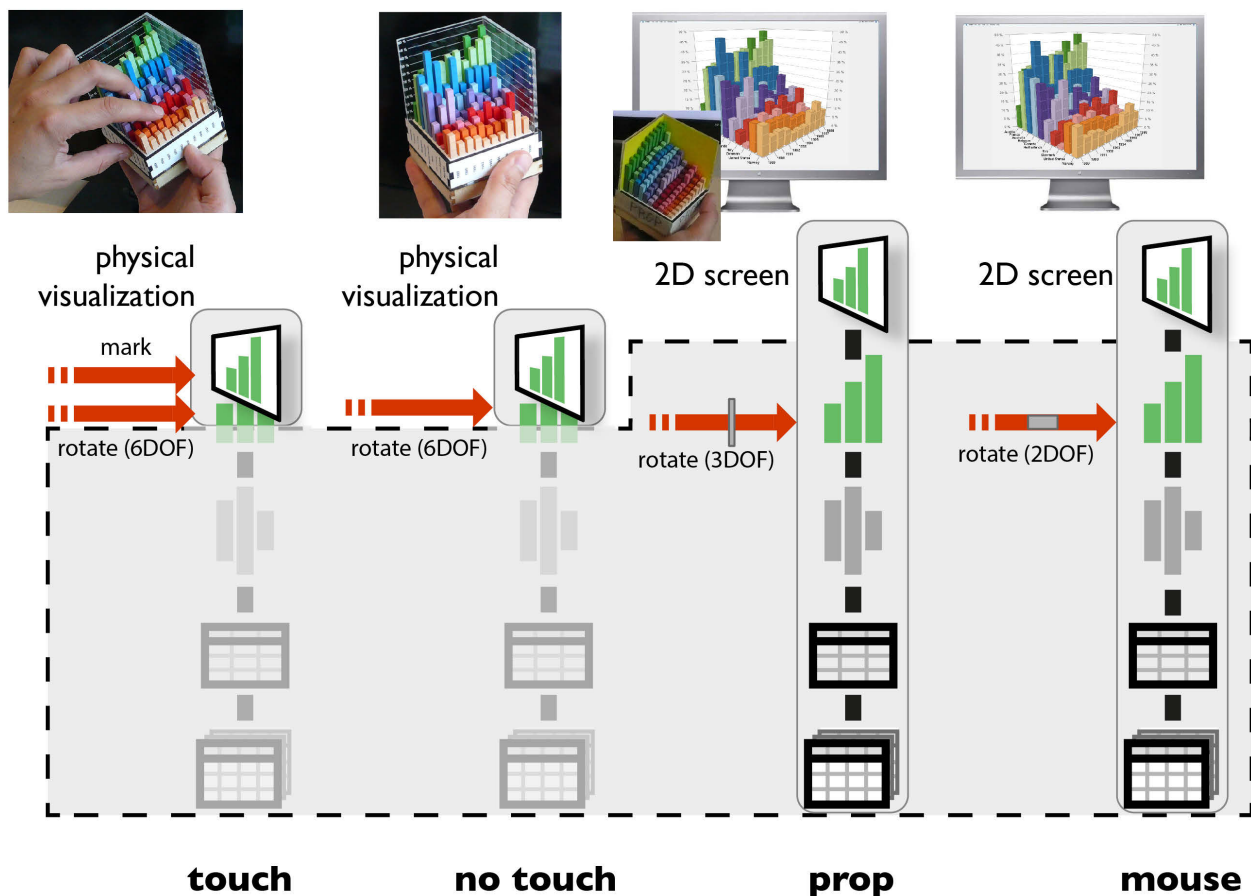 physical
visualization
physical
visualization
2D screen
2D screen
mark
rotate (6DOF)
rotate (6DOF)
rotate (3DOF)
rotate (2DOF)
touch
no touch
prop
mouse